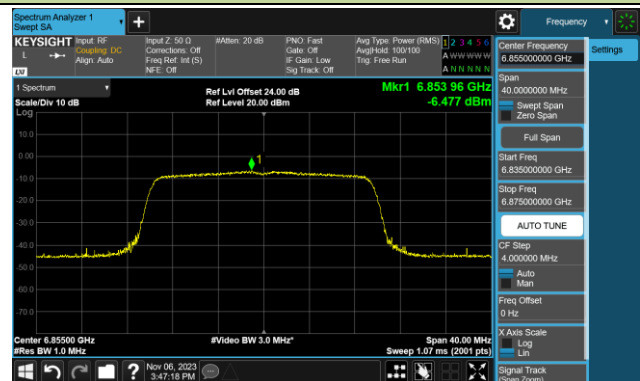 Spectrum Analyzer 1
Swept SA
+
Frequency
KEYSIGHT
L
LXI
Input: RF
Coupling: DC
Align: Auto
Input Z: 50 Ω
Corrections: Off
Freq Ref: Int (S)
NFE: Off
#Atten: 20 dB
PNO: Fast
Gate: Off
IF Gain: Low
Sig Track: Off
Avg Type: Power (RMS)
Avg|Hold: 100/100
Trig: Free Run
1 2 3 4 5 6
A W W W W W
A N N N N N
1 Spectrum
Scale/Div 10 dB
Log
Ref Lvl Offset 24.00 dB
Ref Level 20.00 dBm
Mkr1 6.853 96 GHz
-6.477 dBm
10.0
0.00
-10.0
-20.0
-30.0
-40.0
-50.0
-60.0
-70.0
1
Center 6.85500 GHz
#Res BW 1.0 MHz
#Video BW 3.0 MHz*
Span 40.00 MHz
Sweep 1.07 ms (2001 pts)
Center Frequency
6.855000000 GHz
Settings
Span
40.0000000 MHz
Swept Span
Zero Span
Full Span
Start Freq
6.835000000 GHz
Stop Freq
6.875000000 GHz
AUTO TUNE
CF Step
4.000000 MHz
Auto
Man
Freq Offset
0 Hz
X Axis Scale
Log
Lin
Signal Track
(Span Zoom)
?
Nov 06, 2023
3:47:18 PM